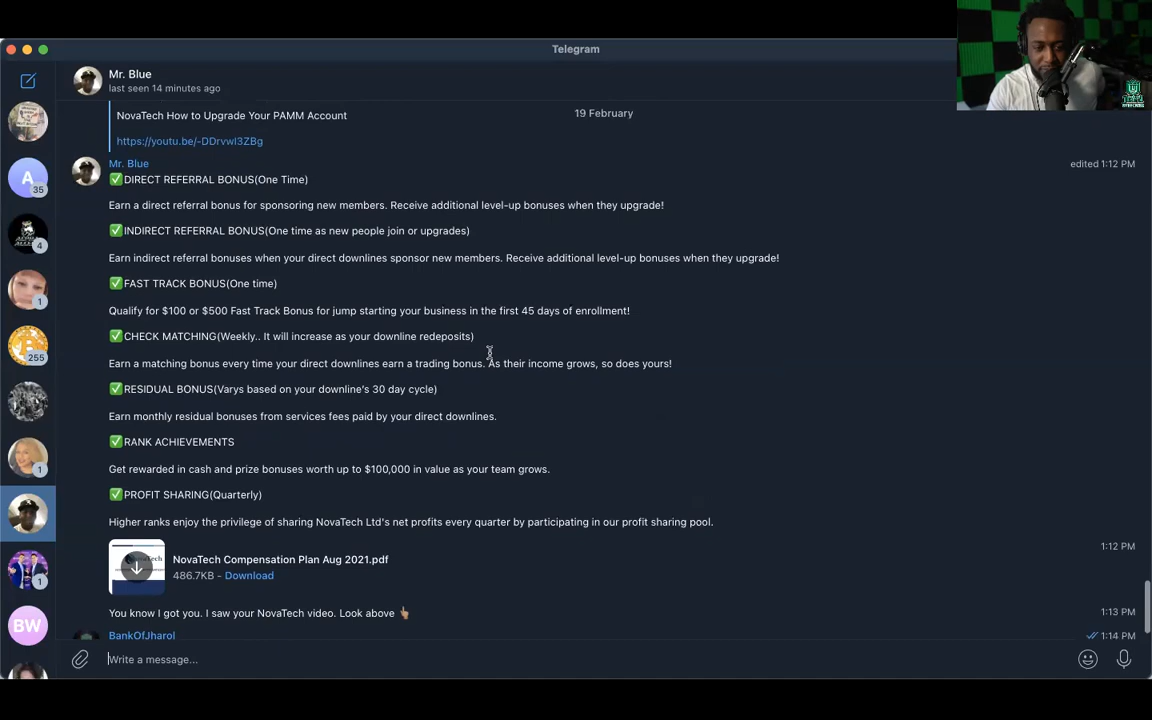 Telegram
Mr. Blue
last seen 14 minutes ago
19 February
NovaTech How to Upgrade Your PAMM Account
https://youtu.be/-DDrvwI3ZBg
Mr. Blue
edited 1:12 PM
✅DIRECT REFERRAL BONUS(One Time)
Earn a direct referral bonus for sponsoring new members. Receive additional level-up bonuses when they upgrade!
✅INDIRECT REFERRAL BONUS(One time as new people join or upgrades)
Earn indirect referral bonuses when your direct downlines sponsor new members. Receive additional level-up bonuses when they upgrade!
✅FAST TRACK BONUS(One time)
Qualify for $100 or $500 Fast Track Bonus for jump starting your business in the first 45 days of enrollment!
✅CHECK MATCHING(Weekly.. It will increase as your downline redeposits)
Earn a matching bonus every time your direct downlines earn a trading bonus. As their income grows, so does yours!
✅RESIDUAL BONUS(Varys based on your downline's 30 day cycle)
Earn monthly residual bonuses from services fees paid by your direct downlines.
✅RANK ACHIEVEMENTS
Get rewarded in cash and prize bonuses worth up to $100,000 in value as your team grows.
✅PROFIT SHARING(Quarterly)
Higher ranks enjoy the privilege of sharing NovaTech Ltd's net profits every quarter by participating in our profit sharing pool.
1:12 PM
NovaTech Compensation Plan Aug 2021.pdf
486.7KB - Download
You know I got you. I saw your NovaTech video. Look above 👆🏽
1:13 PM
BankOfJharol
1:14 PM
Write a message...
A
35
4
1
255
1
1
BW